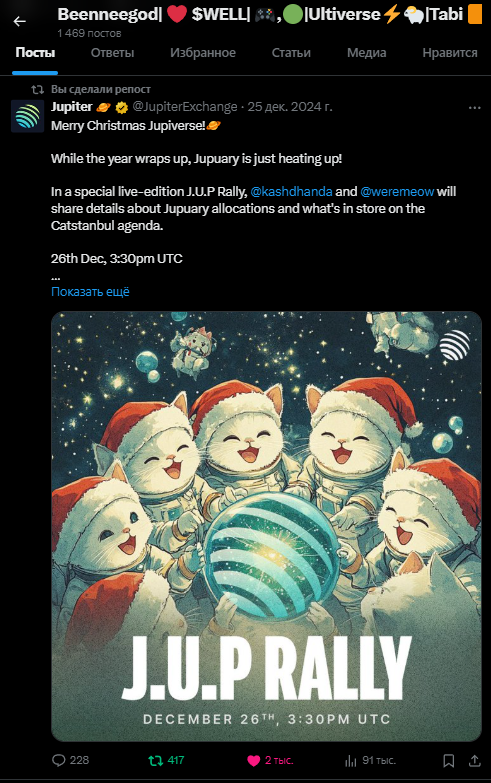 Beenneegod| ❤️ $WELL| 🎮,🟢|Ultiverse⚡🐑|Tabi 🟧
1 469 постов
Посты Ответы Избранное Статьи Медиа Нравится
Вы сделали репост
Jupiter 🪐 @JupiterExchange · 25 дек. 2024 г.
Merry Christmas Jupiverse!🪐
While the year wraps up, Jupuary is just heating up!
In a special live-edition J.U.P Rally, @kashdhanda and @weremeow will
share details about Jupuary allocations and what's in store on the
Catstanbul agenda.
26th Dec, 3:30pm UTC
...
Показать ещё
J.U.P RALLY
DECEMBER 26TH, 3:30PM UTC
228 417 2 тыс. 91 тыс.